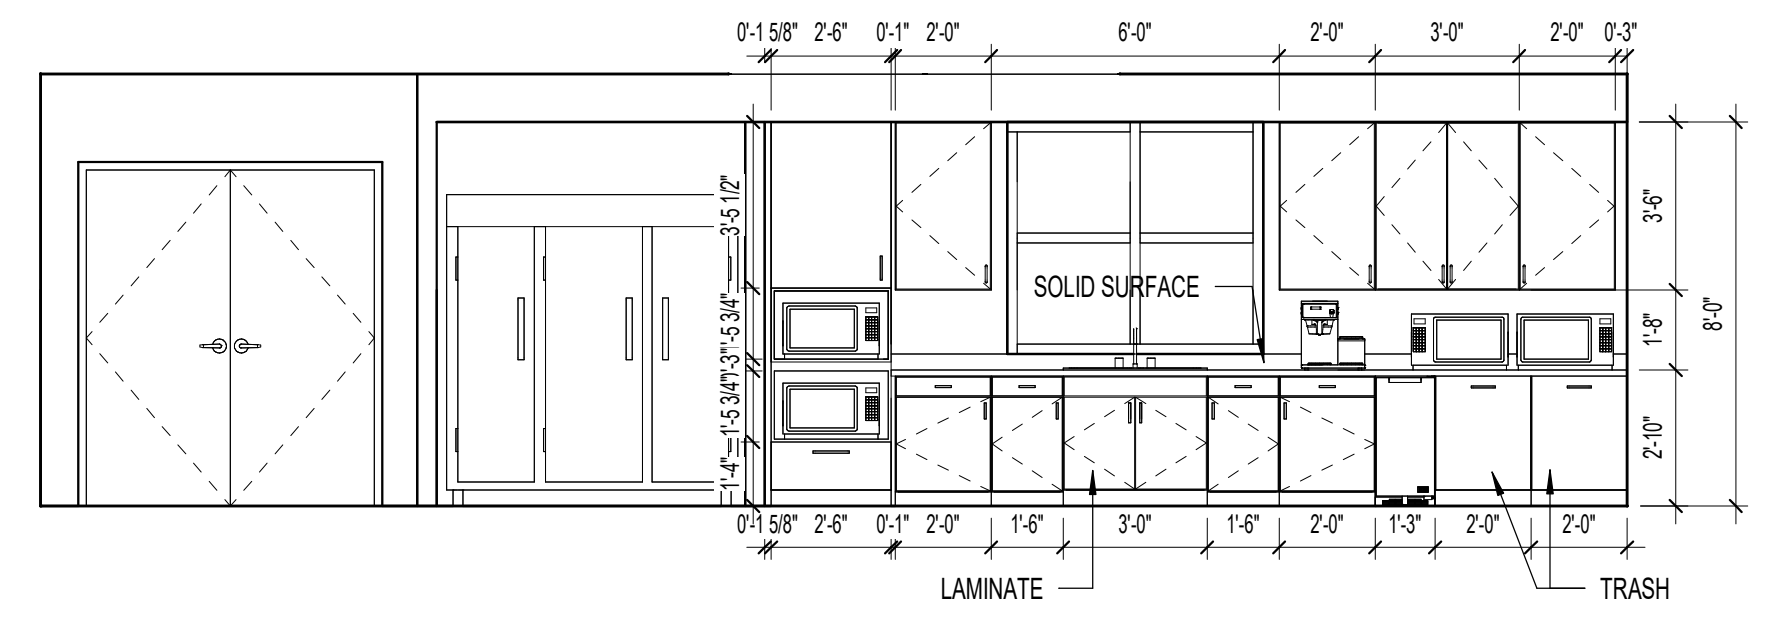 0'-1 5/8" 2'-6" 0'-1" 2'-0" 6'-0" 2'-0" 3'-0" 2'-0" 0'-3"
3'-5 1/2"
1'-5 3/4"
1'-5 3/4"
1'-4"
SOLID SURFACE
3'-6"
1'-8"
2'-10"
8'-0"
0'-1 5/8" 2'-6" 0'-1" 2'-0" 1'-6" 3'-0" 1'-6" 2'-0" 1'-3" 2'-0" 2'-0"
LAMINATE
TRASH